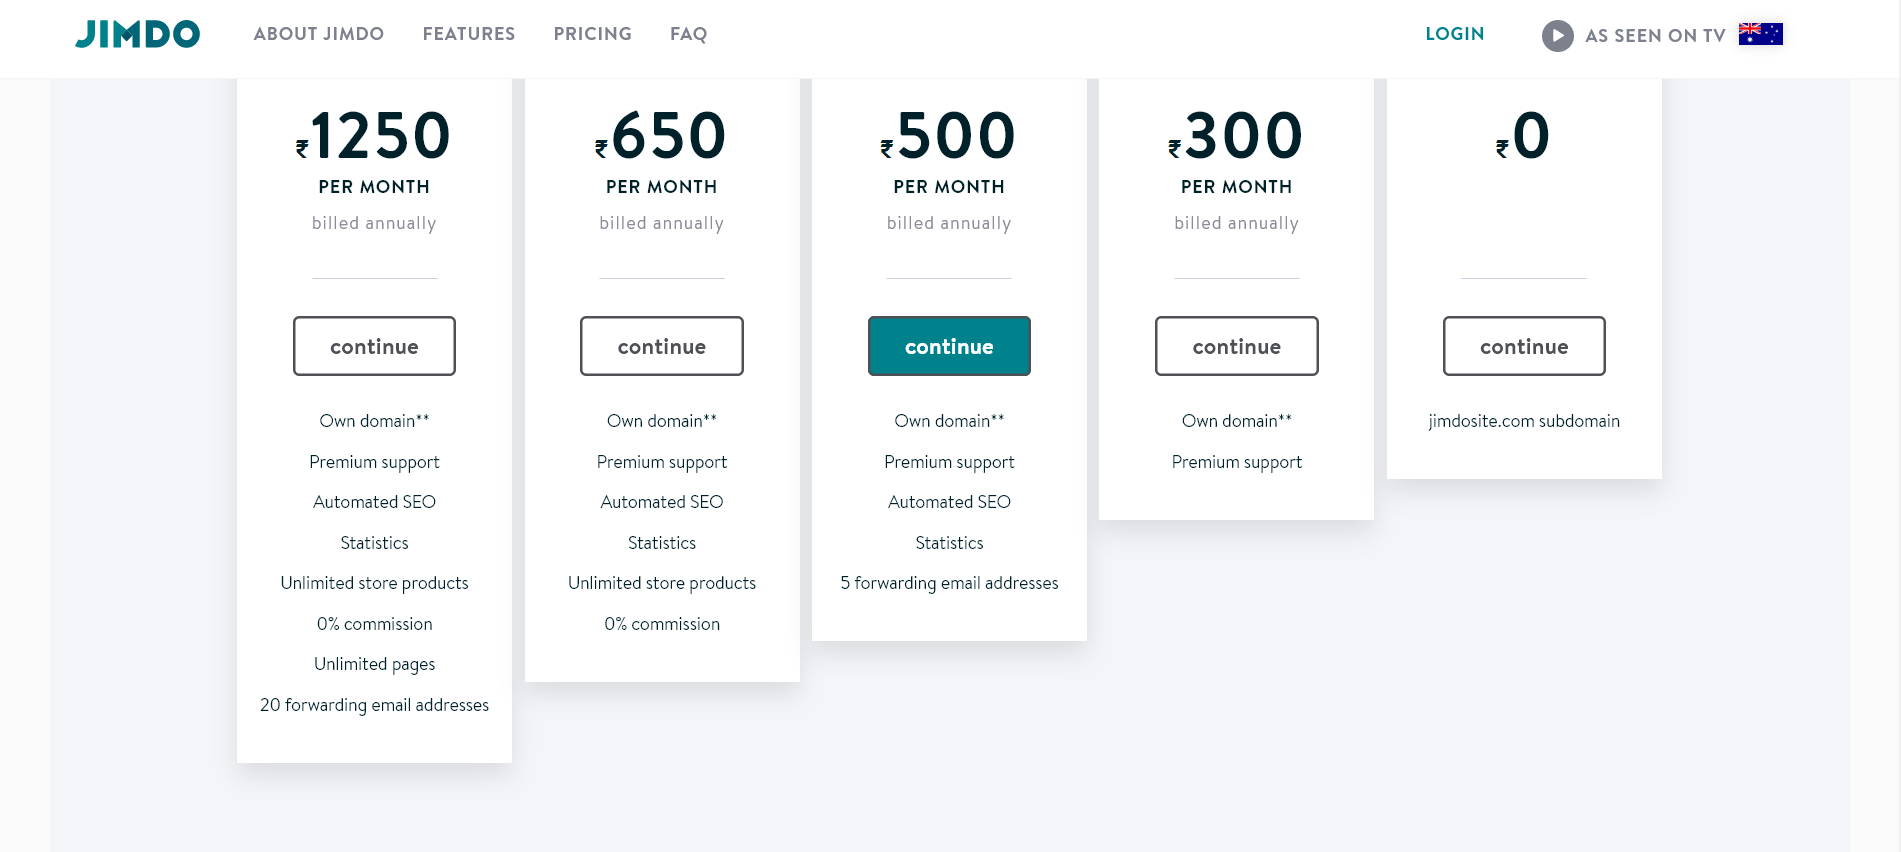 JIMDO
ABOUT JIMDO
FEATURES
PRICING
FAQ
LOGIN
AS SEEN ON TV
₹1250
PER MONTH
billed annually
continue
Own domain**
Premium support
Automated SEO
Statistics
Unlimited store products
0% commission
Unlimited pages
20 forwarding email addresses
₹650
PER MONTH
billed annually
continue
Own domain**
Premium support
Automated SEO
Statistics
Unlimited store products
0% commission
₹500
PER MONTH
billed annually
continue
Own domain**
Premium support
Automated SEO
Statistics
5 forwarding email addresses
₹300
PER MONTH
billed annually
continue
Own domain**
Premium support
₹0
continue
jimdosite.com subdomain